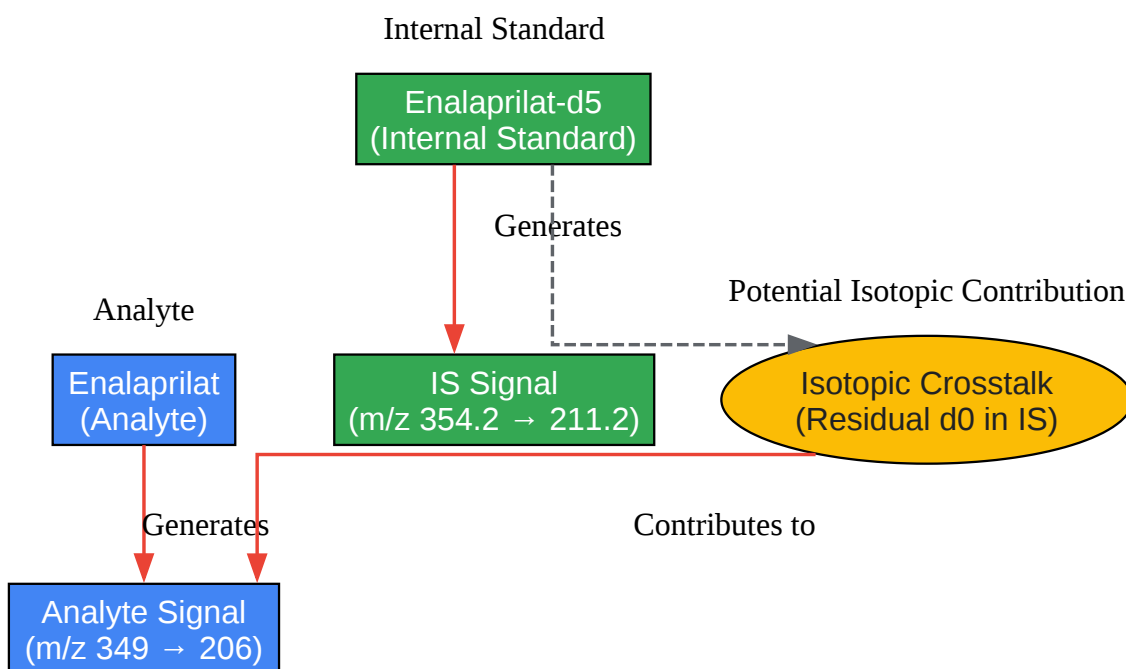 Internal Standard
Enalaprilat-d5
(Internal Standard)
Generates
Potential Isotopic Contribution
Analyte
Enalaprilat
(Analyte)
IS Signal
(m/z 354.2 → 211.2)
Isotopic Crosstalk
(Residual d0 in IS)
Generates
Contributes to
Analyte Signal
(m/z 349 → 206)